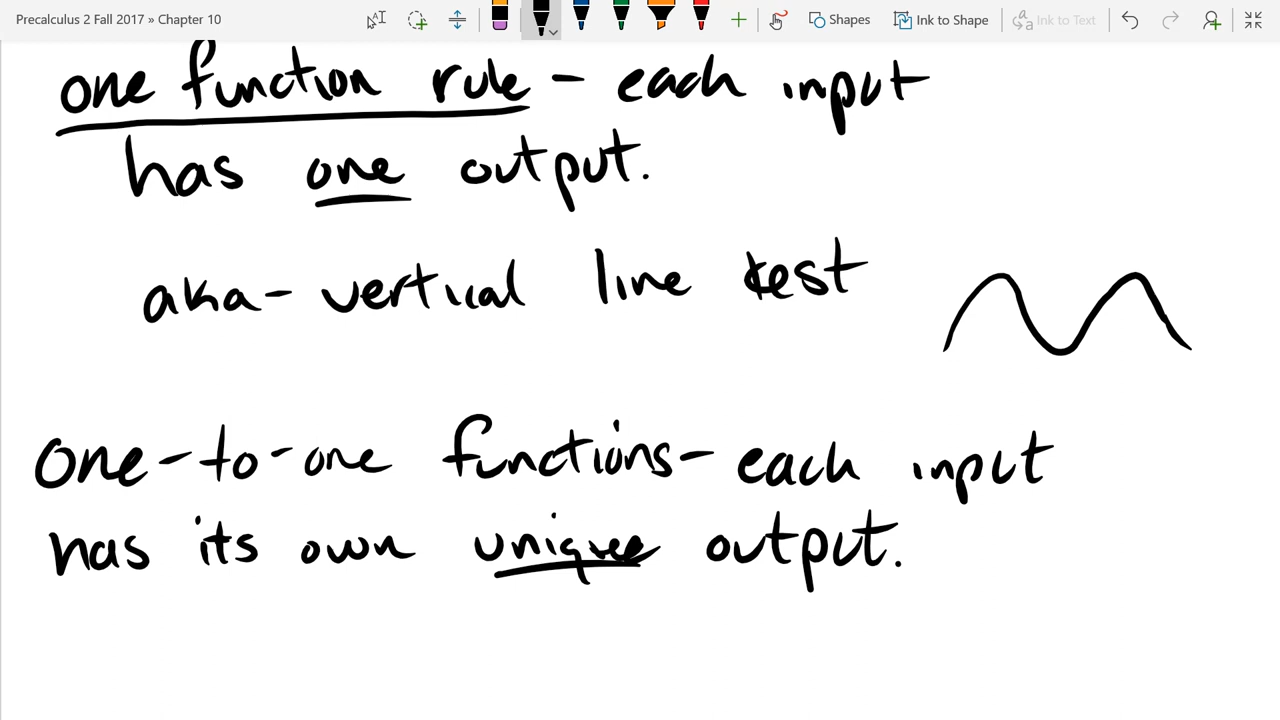 Precalculus 2 Fall 2017 » Chapter 10
Shapes
Ink to Shape
Ink to Text
one function rule - each input
has one output.
aka - vertical line test
One-to-one functions - each input
has its own unique output.